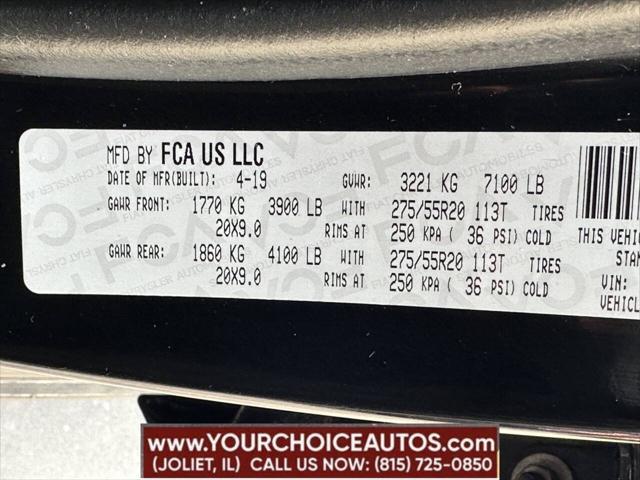 MFD BY FCA US LLC
DATE OF MFR(BUILT): 4-19 GVWR: 3221 KG 7100 LB
GAWR FRONT: 1770 KG 3900 LB WITH 275/55R20 113T TIRES
20X9.0 RIMS AT 250 KPA ( 36 PSI) COLD
GAWR REAR: 1860 KG 4100 LB WITH 275/55R20 113T TIRES
20X9.0 RIMS AT 250 KPA ( 36 PSI) COLD
THIS VEHIC
STAN
VIN:
VEHICL
WWW.YOURCHOICEAUTOS.COM
(JOLIET, IL) CALL US NOW: (815) 725-0850